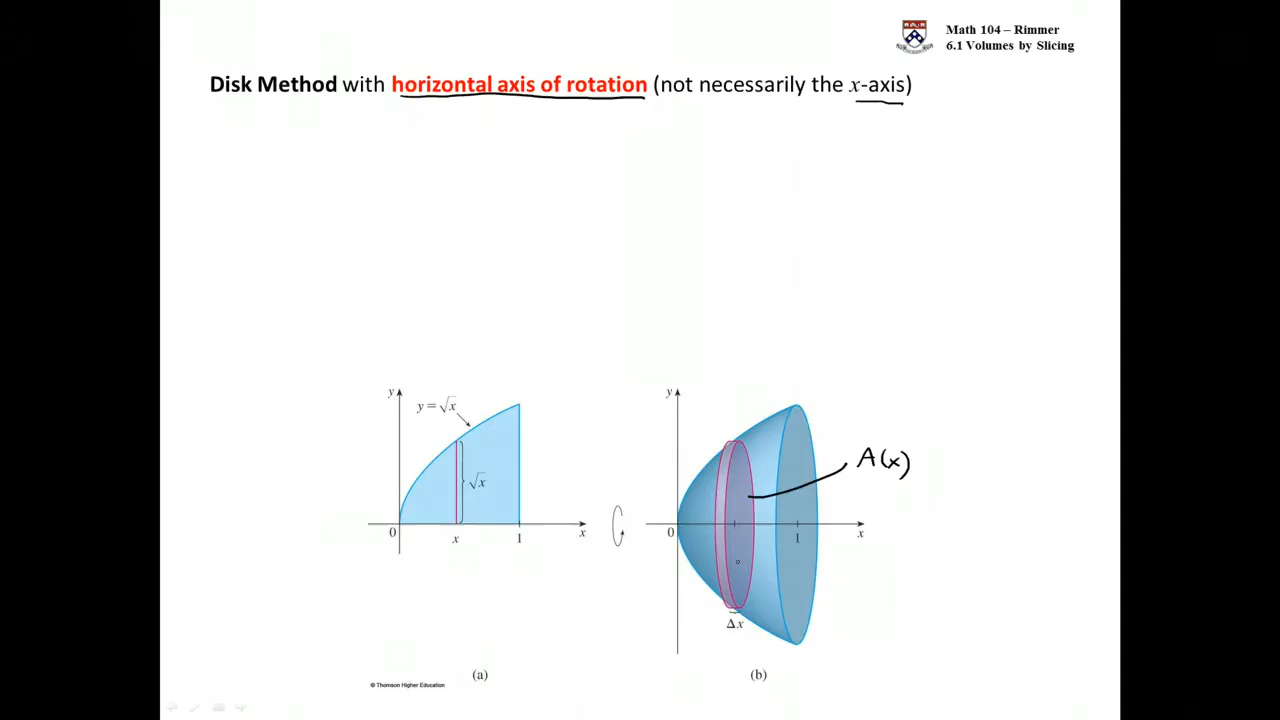 Math 104 – Rimmer
6.1 Volumes by Slicing
Disk Method with horizontal axis of rotation (not necessarily the x-axis)
y
y = √x
√x
0
x
1
x
(a)
© Thomson Higher Education
y
A(x)
0
1
x
Δx
(b)